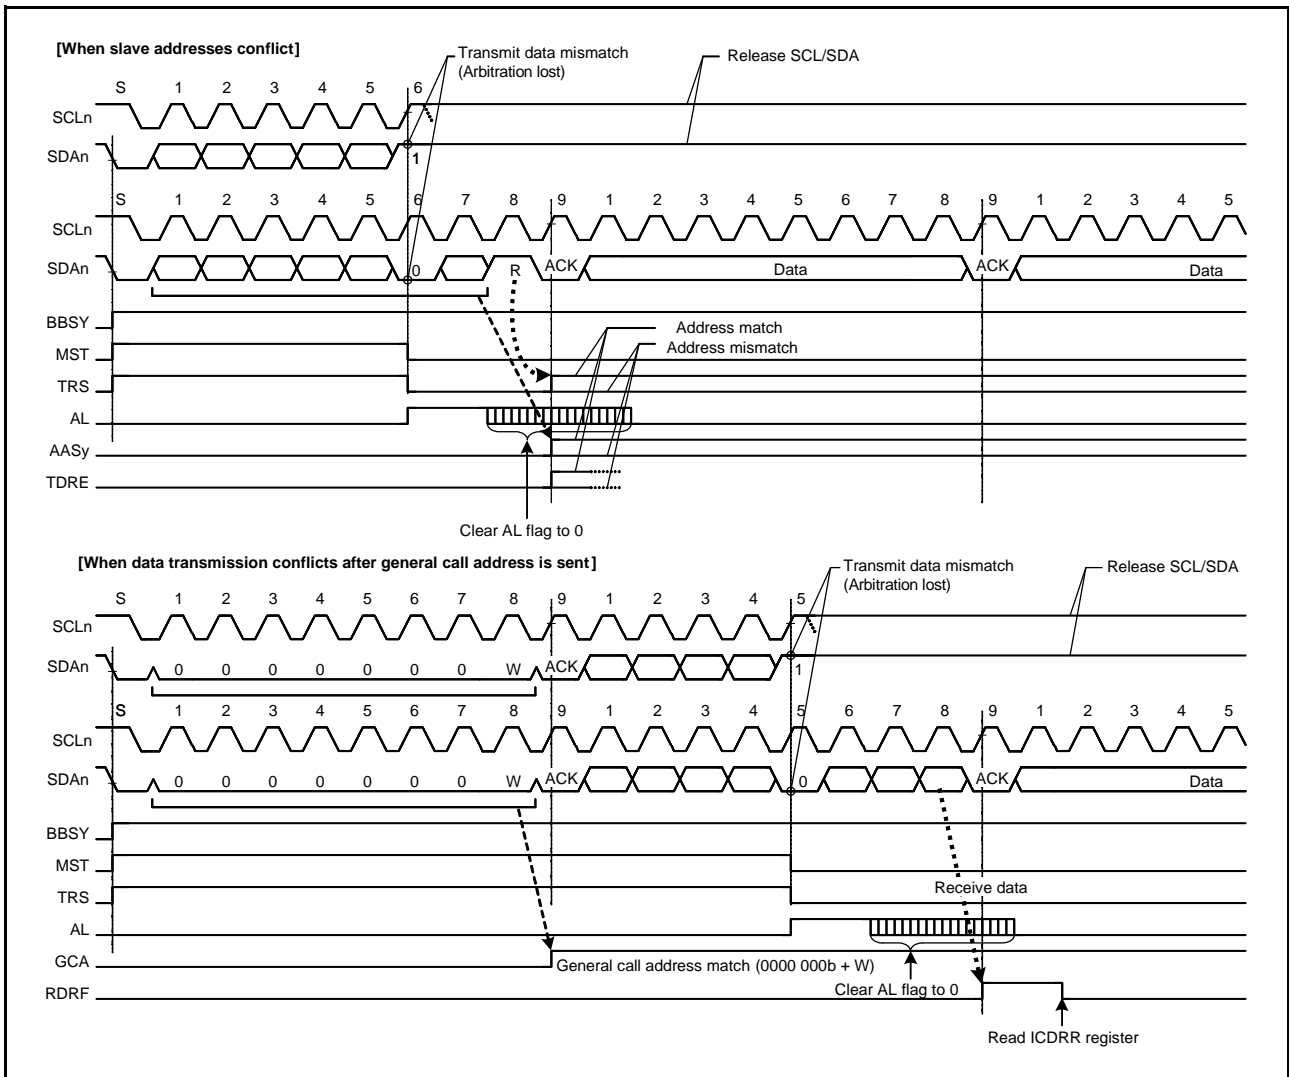 [When slave addresses conflict]
Transmit data mismatch
(Arbitration lost)
Release SCL/SDA
S 1 2 3 4 5 6
SCLn
SDAn
1
S 1 2 3 4 5 6 7 8 9 1 2 3 4 5 6 7 8 9 1 2 3 4 5
SCLn
SDAn 0 R ACK Data ACK Data
BBSY
Address match
MST
Address mismatch
TRS
AL
AASy
TDRE
Clear AL flag to 0
[When data transmission conflicts after general call address is sent]
Transmit data mismatch
(Arbitration lost)
Release SCL/SDA
S 1 2 3 4 5 6 7 8 9 1 2 3 4 5
SCLn
SDAn 0 0 0 0 0 0 0 W ACK 1
S 1 2 3 4 5 6 7 8 9 1 2 3 4 5 6 7 8 9 1 2 3 4 5
SCLn
SDAn 0 0 0 0 0 0 0 W ACK 0 ACK Data
BBSY
MST
TRS
Receive data
AL
GCA
General call address match (0000 000b + W)
Clear AL flag to 0
RDRF
Read ICDRR register